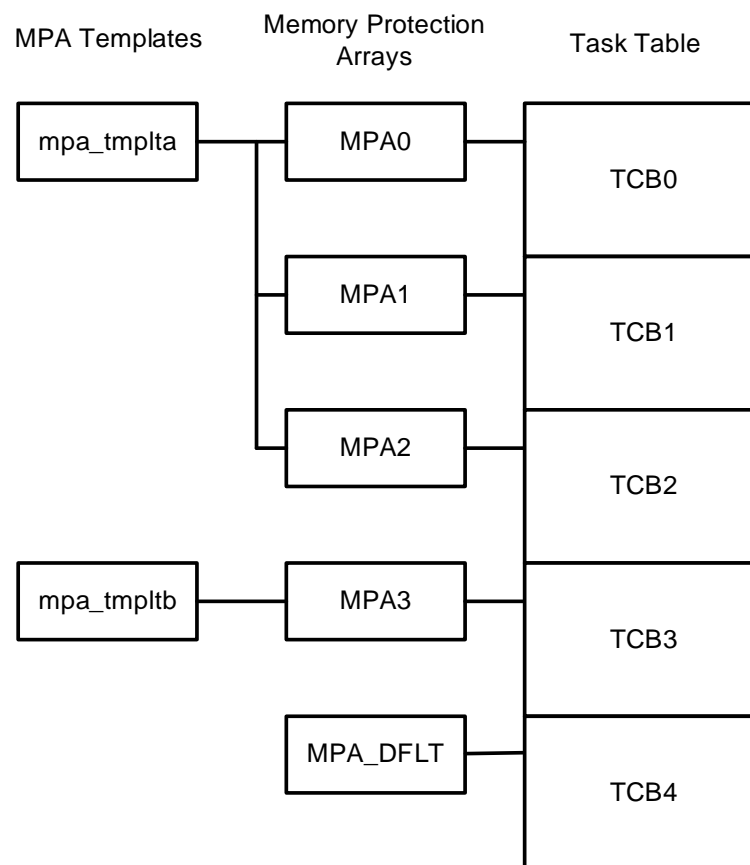 MPA Templates
Memory Protection
Arrays
Task Table
mpa_tmplta
MPA0
TCB0
MPA1
TCB1
MPA2
TCB2
mpa_tmpltb
MPA3
TCB3
MPA_DFLT
TCB4